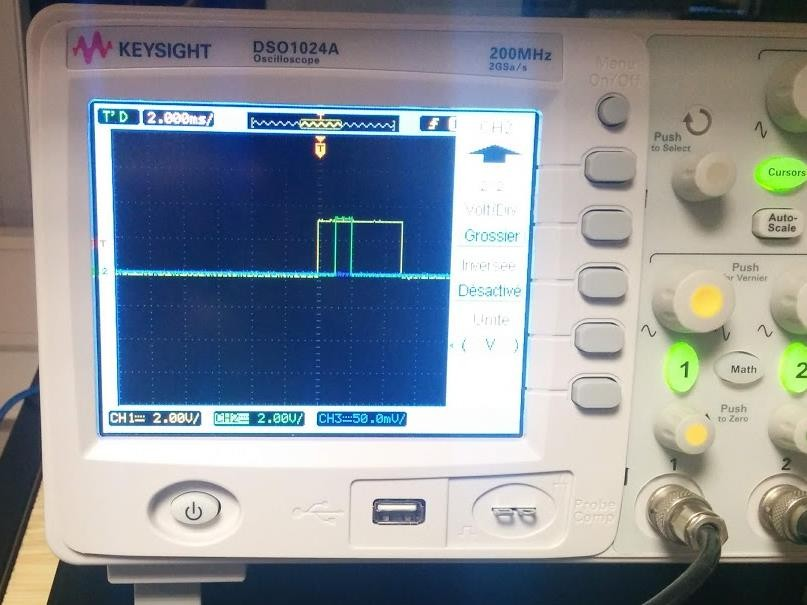 KEYSIGHT
DSO1024A
Oscilloscope
200MHz
2GSa/s
Menu
On/Off
T'D
2.000ms/
T
CH2
Volt/Div
Grossier
Inversée
Désactivé
Unité
( V )
T
2
CH1 2.00V/
CH2 2.00V/
CH3 50.0mV/
Push
to Select
Cursors
Auto-
Scale
Push
for Vernier
1
Math
2
Push
to Zero
1
2
Probe
Comp